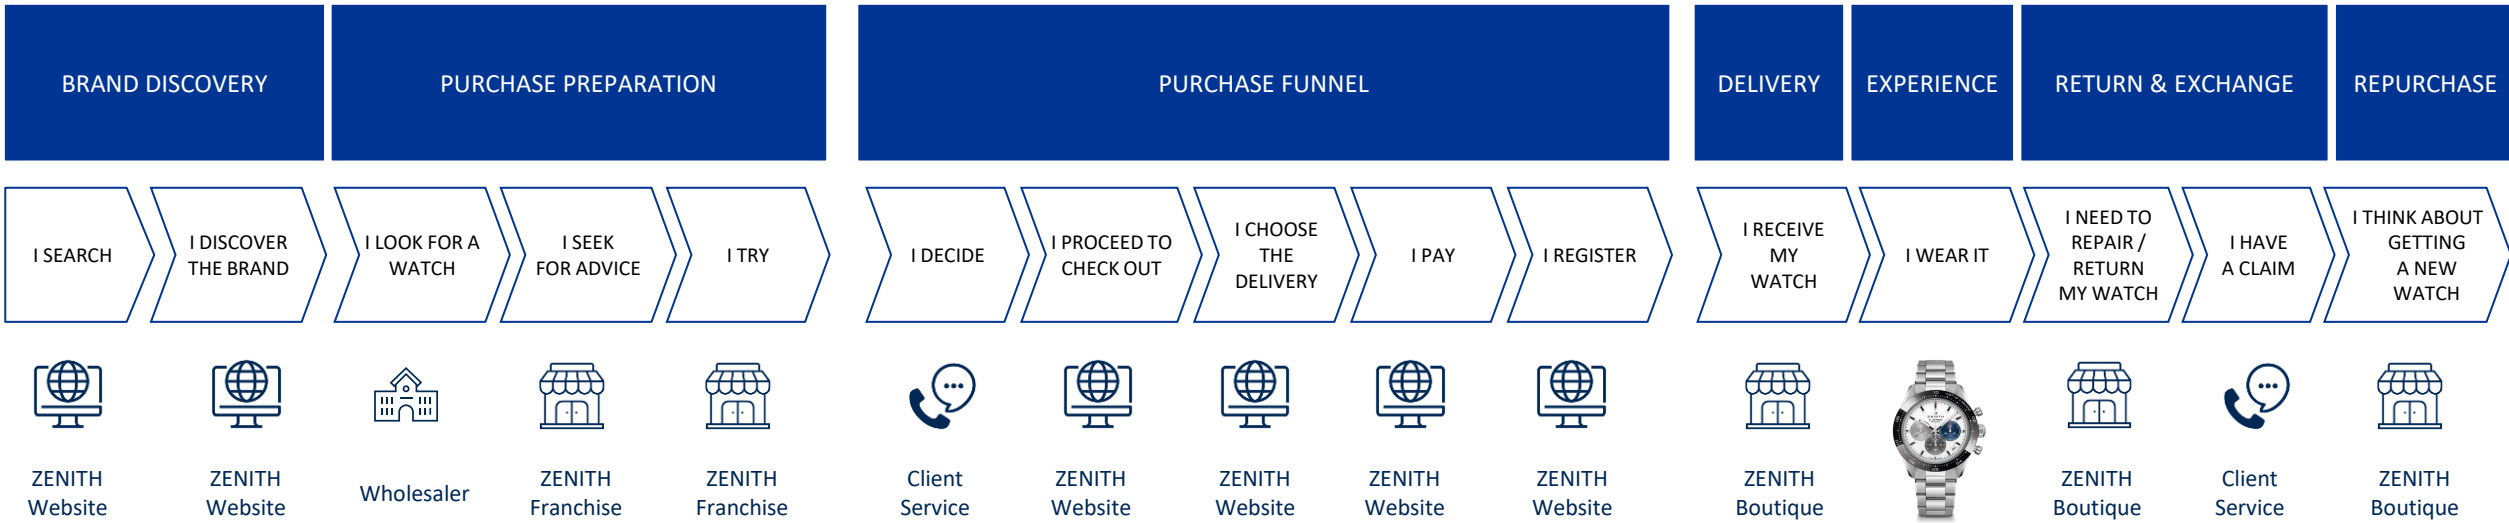 BRAND DISCOVERY
PURCHASE PREPARATION
PURCHASE FUNNEL
DELIVERY
EXPERIENCE
RETURN & EXCHANGE
REPURCHASE
I SEARCH
I DISCOVER
THE BRAND
I LOOK FOR A
WATCH
I SEEK
FOR ADVICE
I TRY
I DECIDE
I PROCEED TO
CHECK OUT
I CHOOSE
THE
DELIVERY
I PAY
I REGISTER
I RECEIVE
MY
WATCH
I WEAR IT
I NEED TO
REPAIR /
RETURN
MY WATCH
I HAVE
A CLAIM
I THINK ABOUT
GETTING
A NEW
WATCH
ZENITH
Website
ZENITH
Website
Wholesaler
ZENITH
Franchise
ZENITH
Franchise
Client
Service
ZENITH
Website
ZENITH
Website
ZENITH
Website
ZENITH
Website
ZENITH
Boutique
ZENITH
ZENITH
Boutique
Client
Service
ZENITH
Boutique